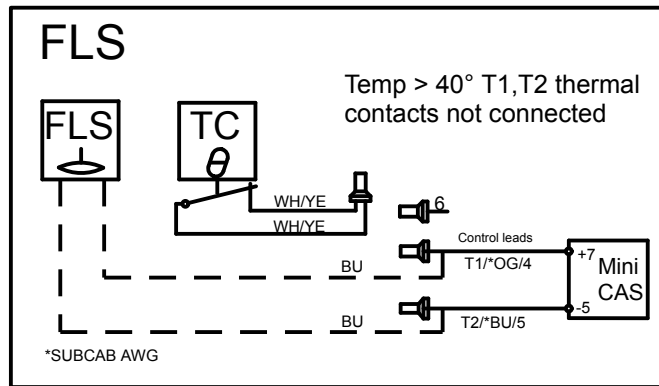 FLS
Temp > 40° T1,T2 thermal
contacts not connected
FLS
TC
WH/YE
WH/YE
6
Control leads
BU
T1/*OG/4
+7
Mini
CAS
-5
BU
T2/*BU/5
*SUBCAB AWG